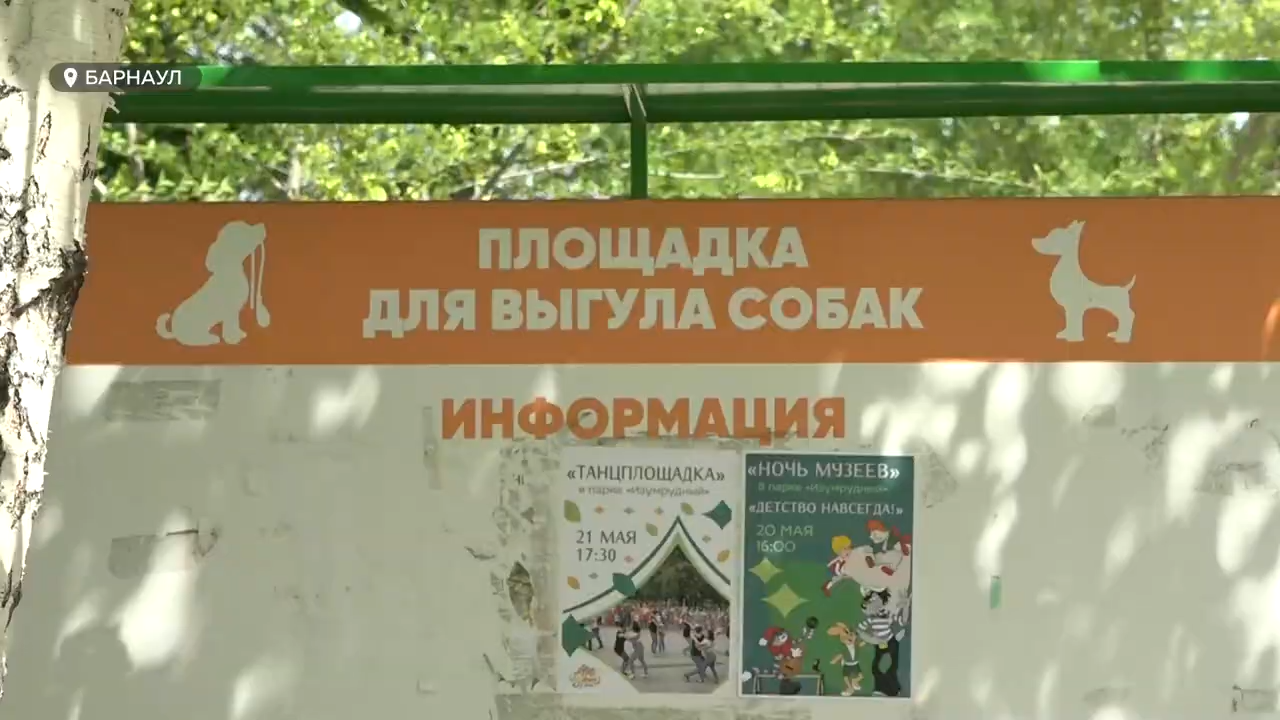 БАРНАУЛ
ПЛОЩАДКА
ДЛЯ ВЫГУЛА СОБАК
ИНФОРМАЦИЯ
«ТАНЦПЛОЩАДКА»
в парке «Изумрудный»
21 МАЯ
17:30
«НОЧЬ МУЗЕЕВ»
В парке «Изумрудный»
«ДЕТСТВО НАВСЕГДА!»
20 МАЯ
16:00